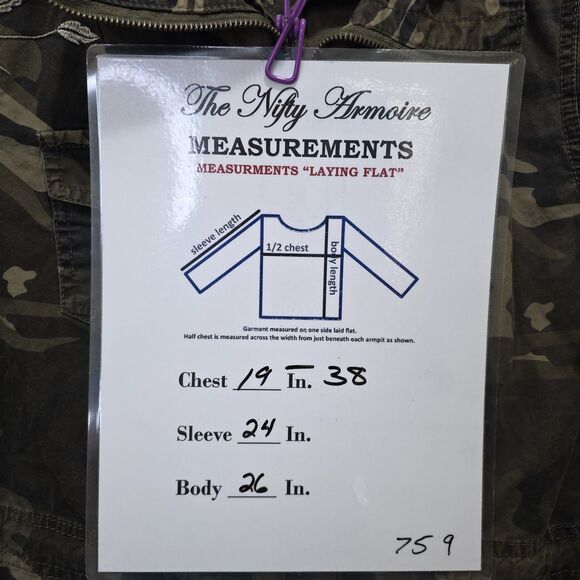 The Nifty Armoire
MEASUREMENTS
MEASURMENTS “LAYING FLAT”
sleeve length
1/2 chest
body length
Garment measured on one side laid flat.
Half chest is measured across the width from just beneath each armpit as shown.
Chest 19 In. – 38
Sleeve 24 In.
Body 26 In.
759